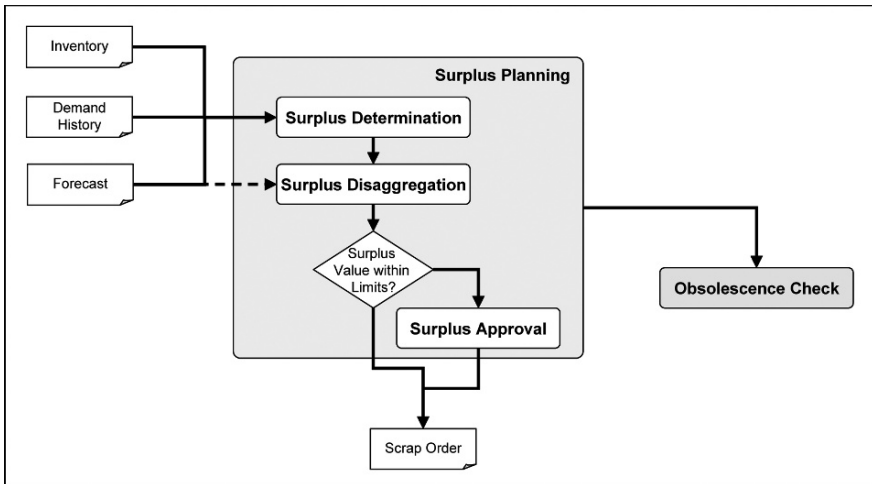 Inventory
Surplus Planning
Demand
History
Surplus Determination
Forecast
Surplus Disaggregation
Surplus
Value within
Limits?
Obsolescence Check
Surplus Approval
Scrap Order